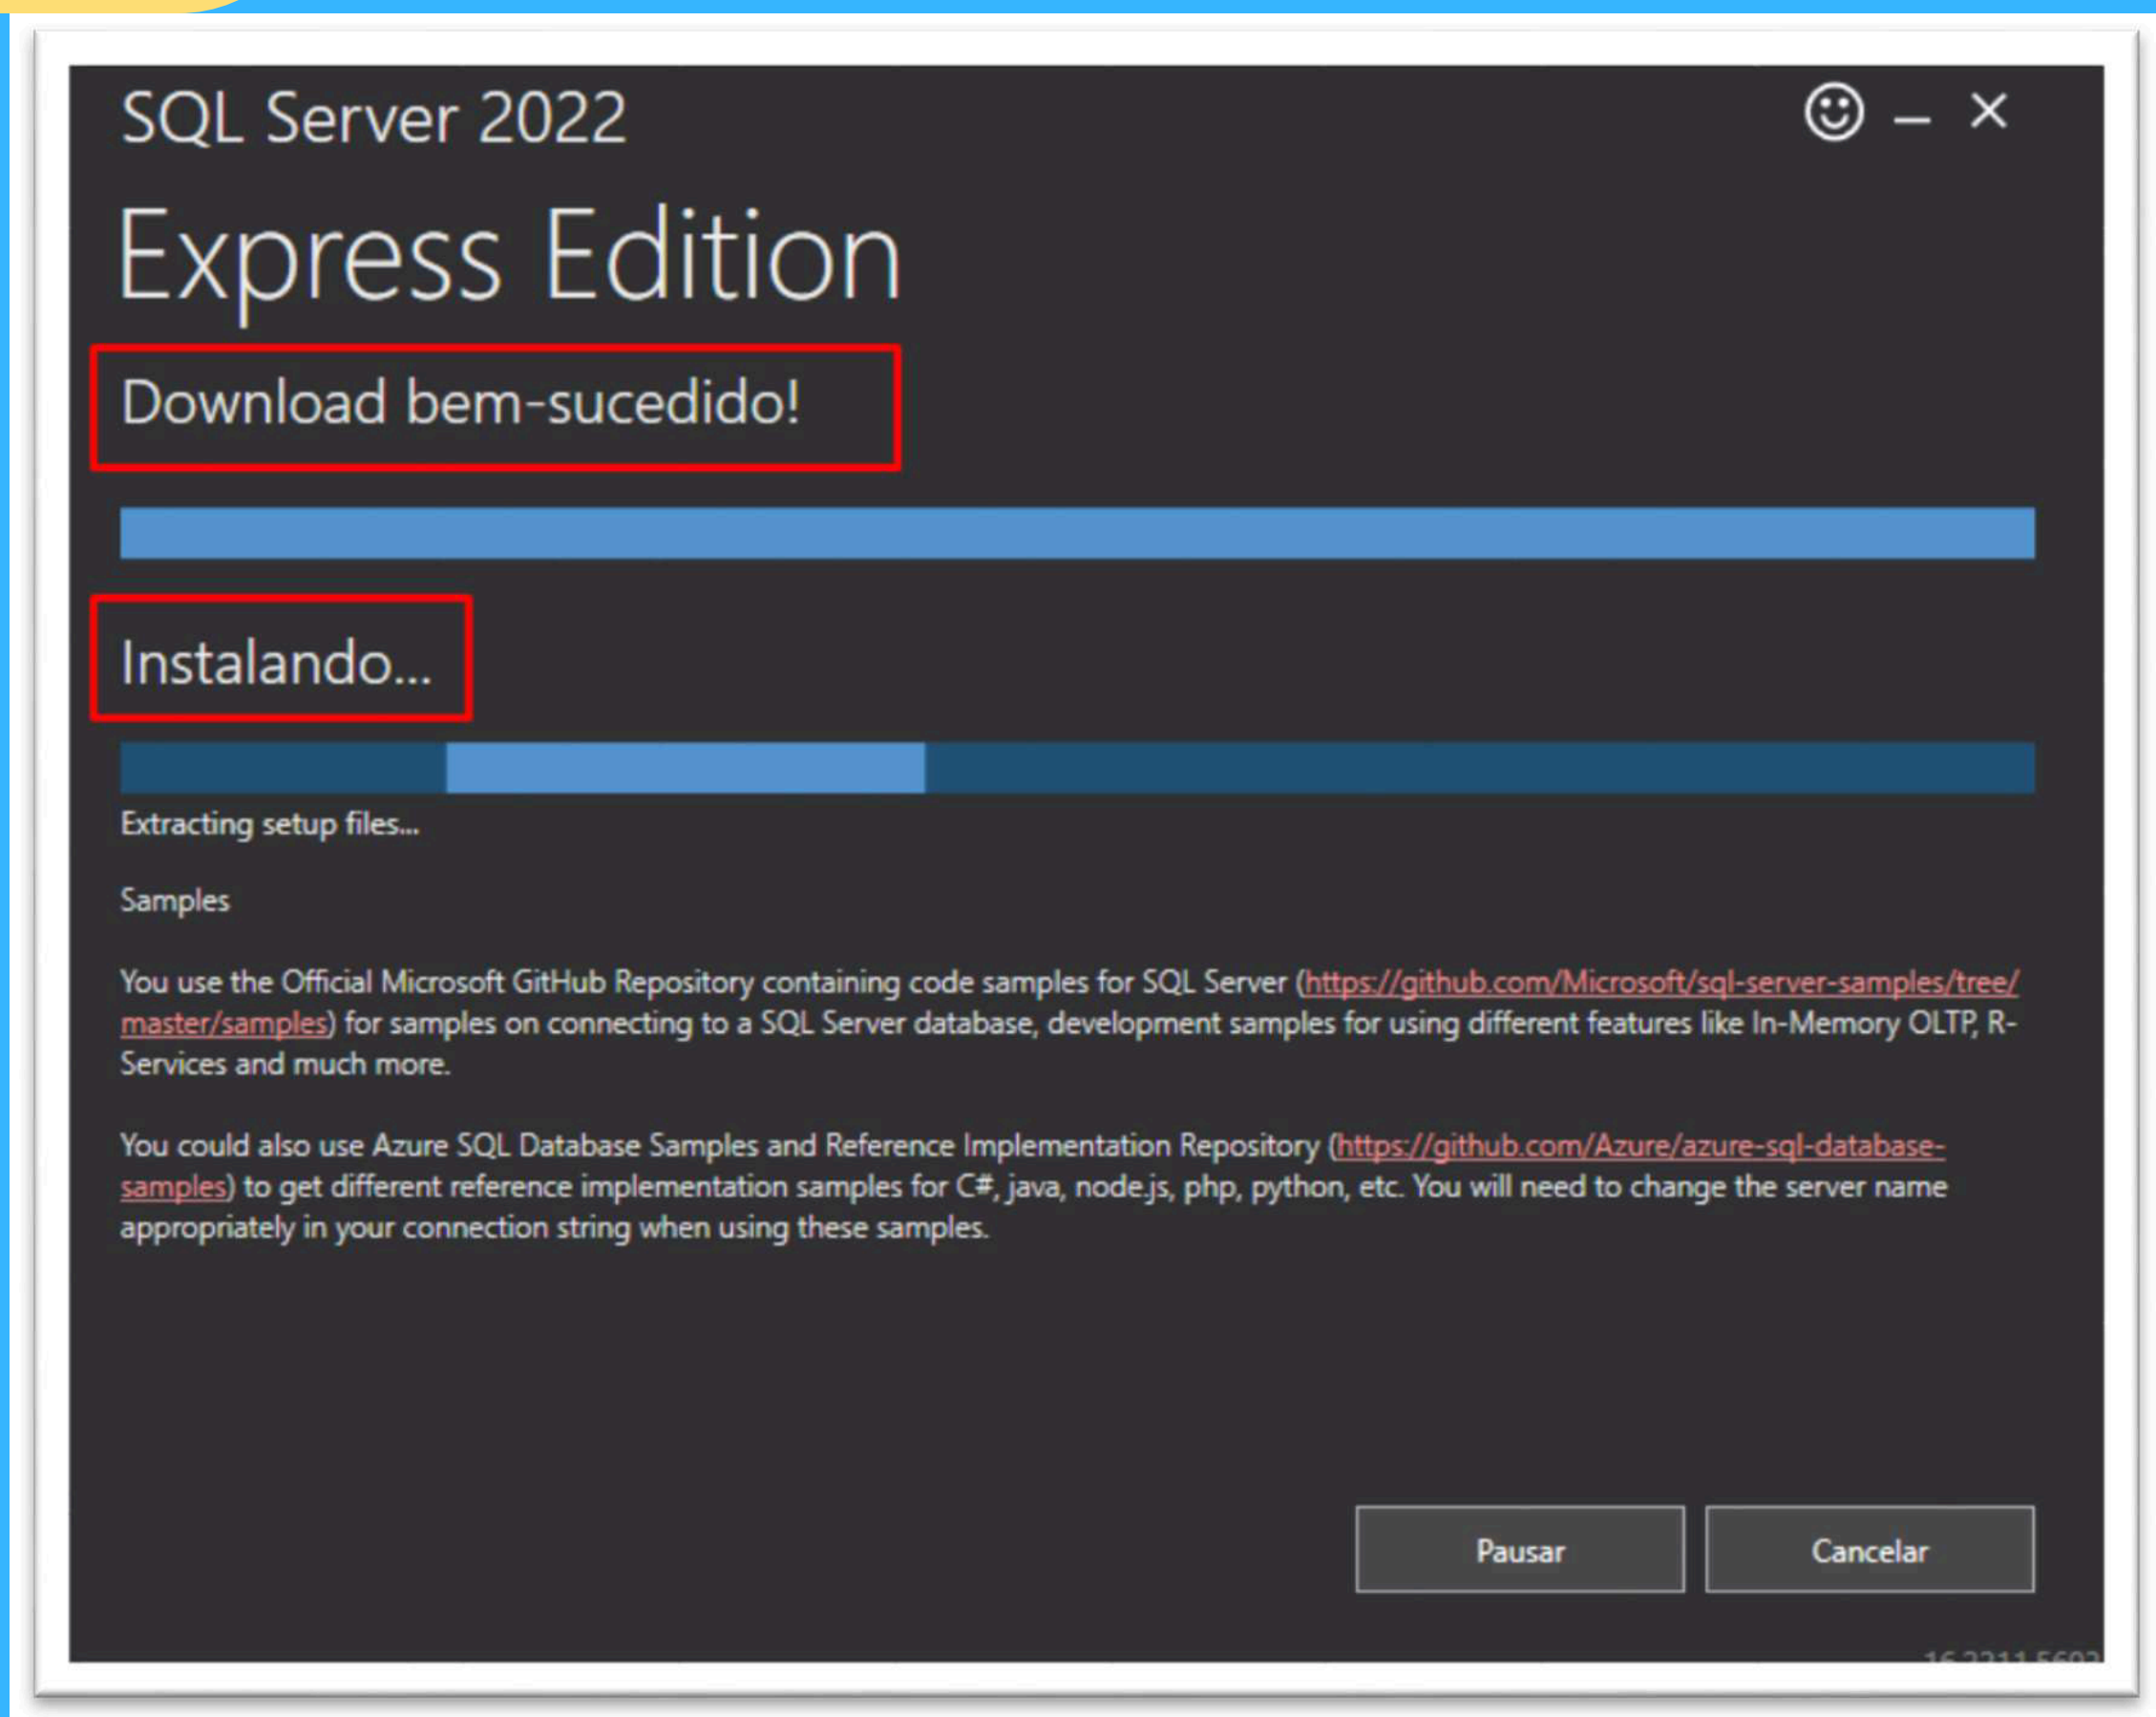 SQL Server 2022
Express Edition
Download bem-sucedido!
Instalando...
Extracting setup files...
Samples
You use the Official Microsoft GitHub Repository containing code samples for SQL Server (https://github.com/Microsoft/sql-server-samples/tree/
master/samples) for samples on connecting to a SQL Server database, development samples for using different features like In-Memory OLTP, R-
Services and much more.
You could also use Azure SQL Database Samples and Reference Implementation Repository (https://github.com/Azure/azure-sql-database-
samples) to get different reference implementation samples for C#, java, node.js, php, python, etc. You will need to change the server name
appropriately in your connection string when using these samples.
Pausar
Cancelar